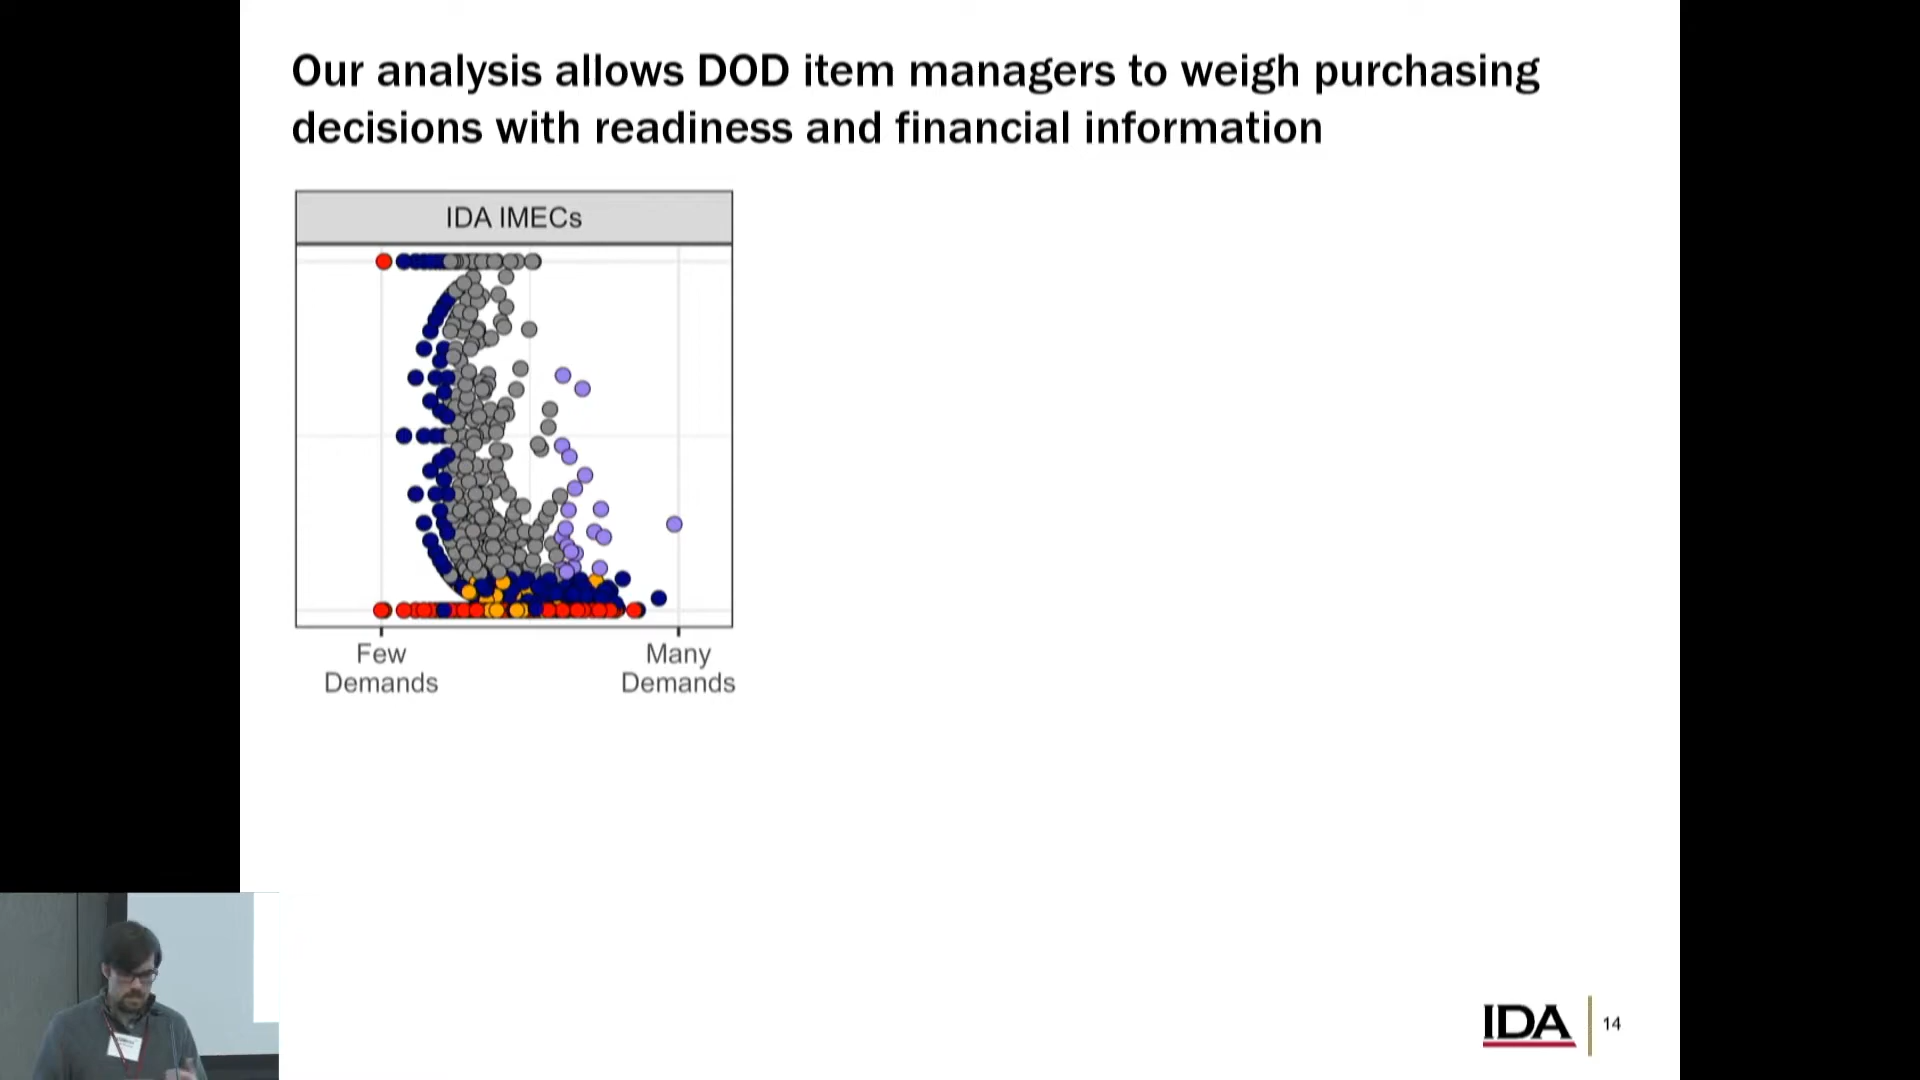 Our analysis allows DOD item managers to weigh purchasing
decisions with readiness and financial information
IDA IMECs
Few
Demands
Many
Demands
IDA
14